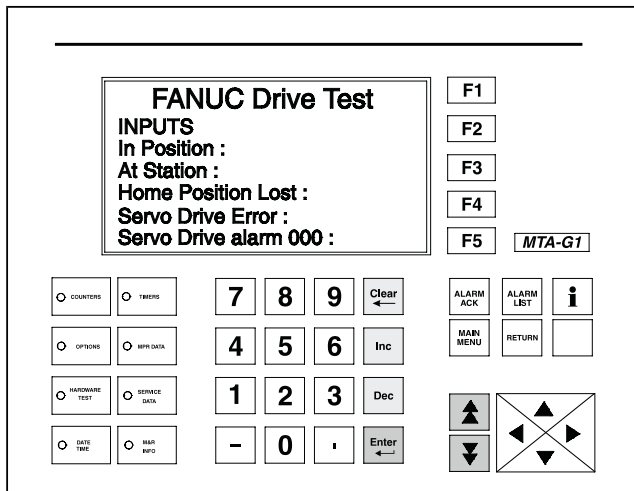 FANUC Drive Test
INPUTS
In Position :
At Station :
Home Position Lost :
Servo Drive Error :
Servo Drive alarm 000 :
F1
F2
F3
F4
F5
MTA-G1
COUNTERS
TIMERS
OPTIONS
MPR DATA
HARDWARE
TEST
SERVICE
DATA
DATE
TIME
M&R
INFO
7 8 9 Clear
4 5 6 Inc
1 2 3 Dec
- 0 . Enter
ALARM
ACK
ALARM
LIST
i
MAIN
MENU
RETURN